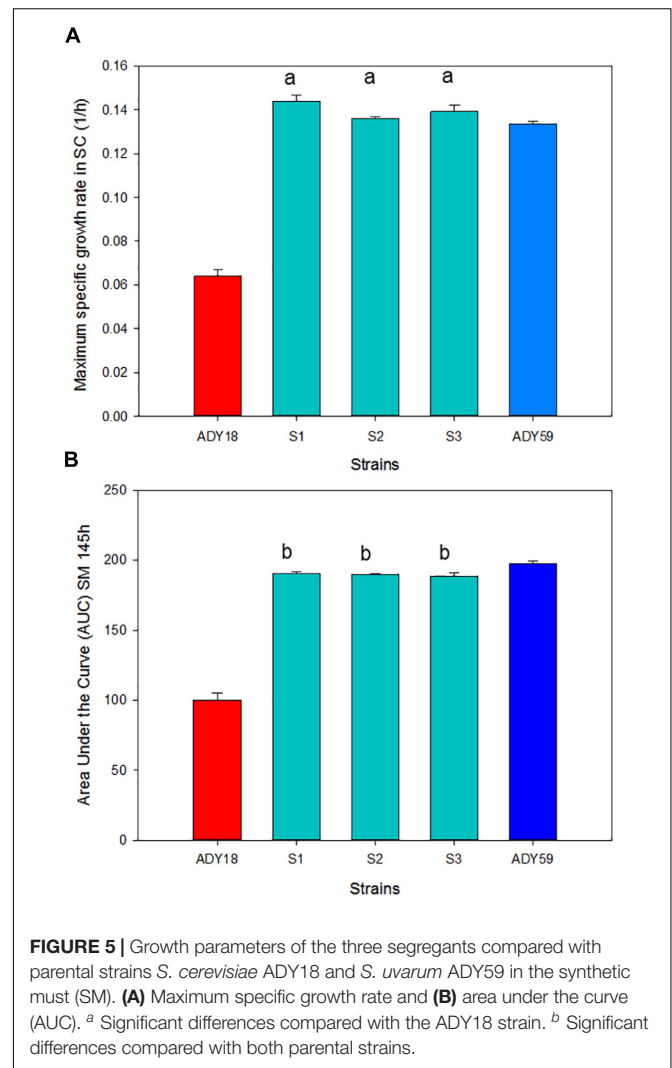 A
Maximum specific growth rate in SC (1/h)
0.16
0.14
0.12
0.10
0.08
0.06
0.04
0.02
0.00
a a a
ADY18 S1 S2 S3 ADY59
Strains
B
Area Under the Curve (AUC) SM 145h
250
200
150
100
50
0
b b b
ADY18 S1 S2 S3 ADY59
Strains
FIGURE 5 | Growth parameters of the three segregants compared with
parental strains S. cerevisiae ADY18 and S. uvarum ADY59 in the synthetic
must (SM). (A) Maximum specific growth rate and (B) area under the curve
(AUC). a Significant differences compared with the ADY18 strain. b Significant
differences compared with both parental strains.